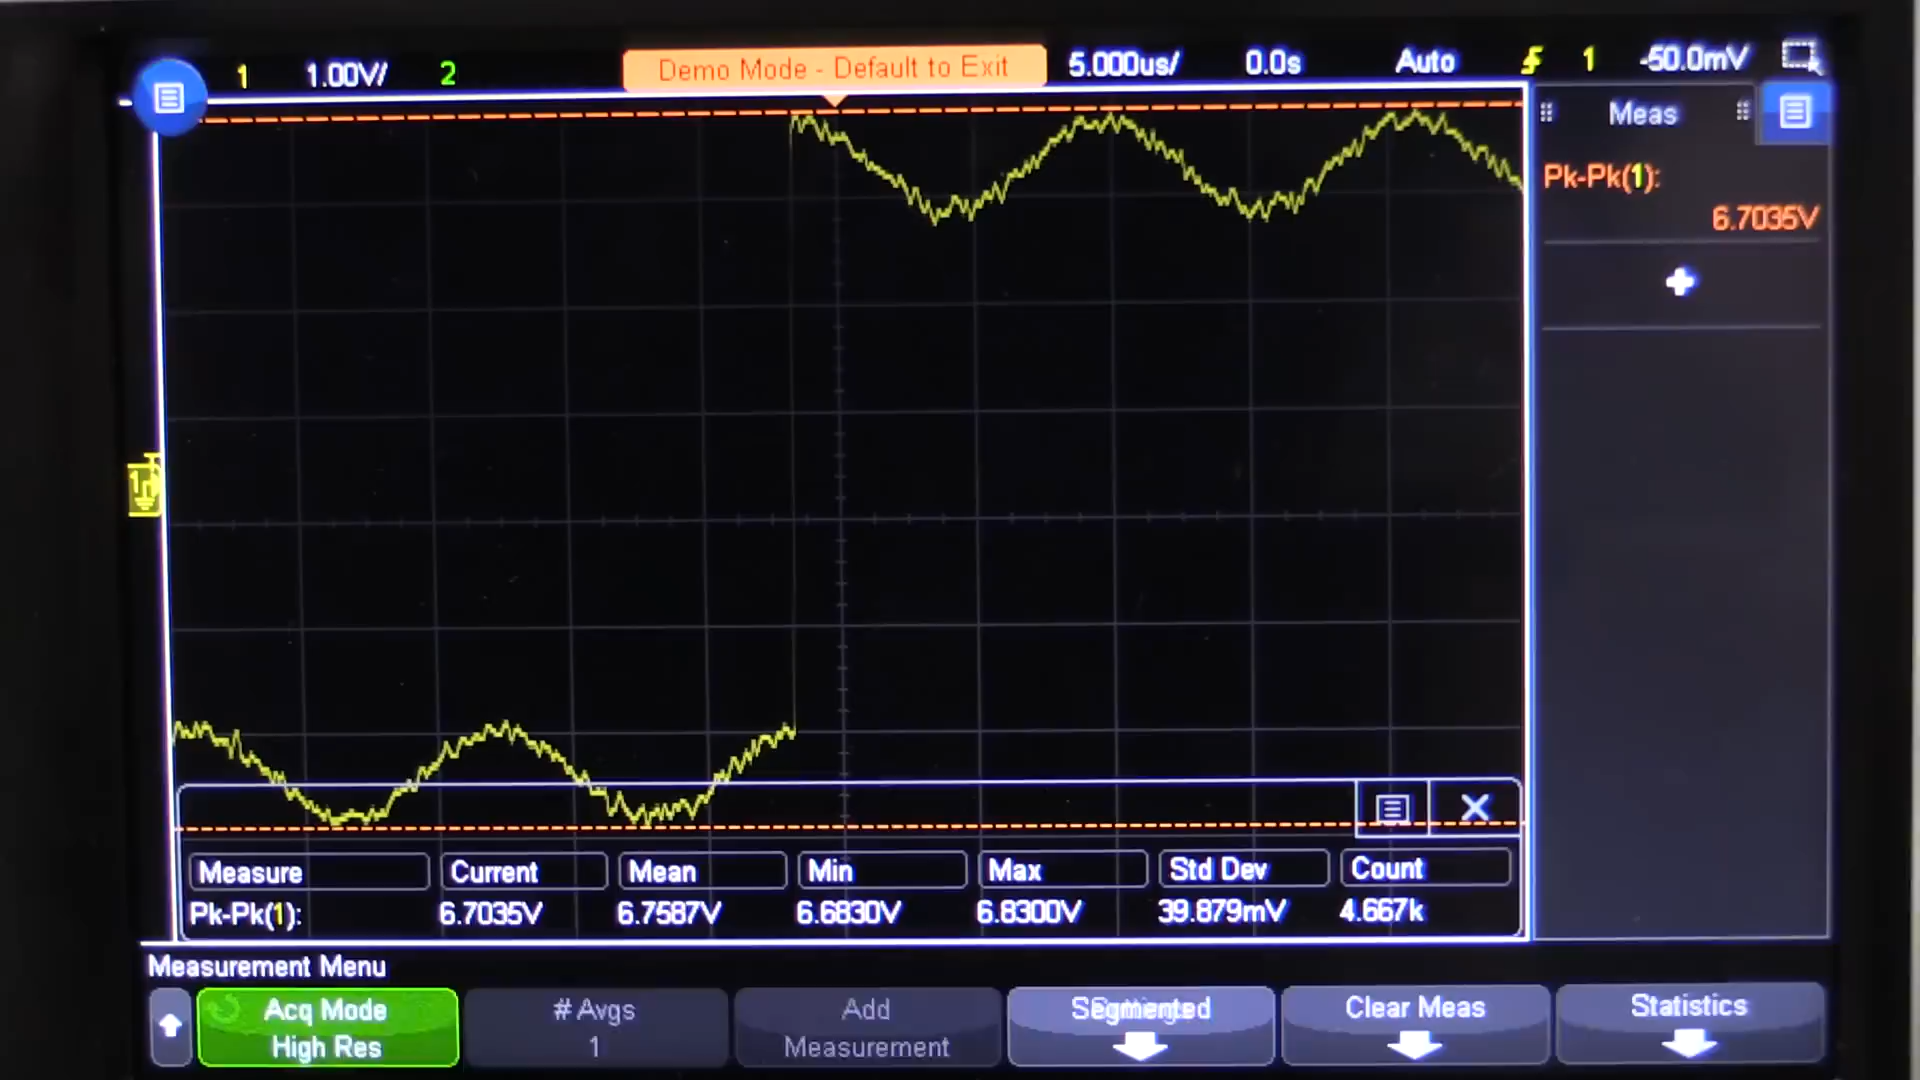 1 1.00V/ 2 Demo Mode - Default to Exit 5.000us/ 0.0s Auto 1 -50.0mV
Meas
Pk-Pk(1):
6.7035V
Measure Current Mean Min Max Std Dev Count
Pk-Pk(1): 6.7035V 6.7587V 6.6830V 6.8300V 39.879mV 4.667k
Measurement Menu
Acq Mode # Avgs Add Segmented Clear Meas Statistics
High Res 1 Measurement